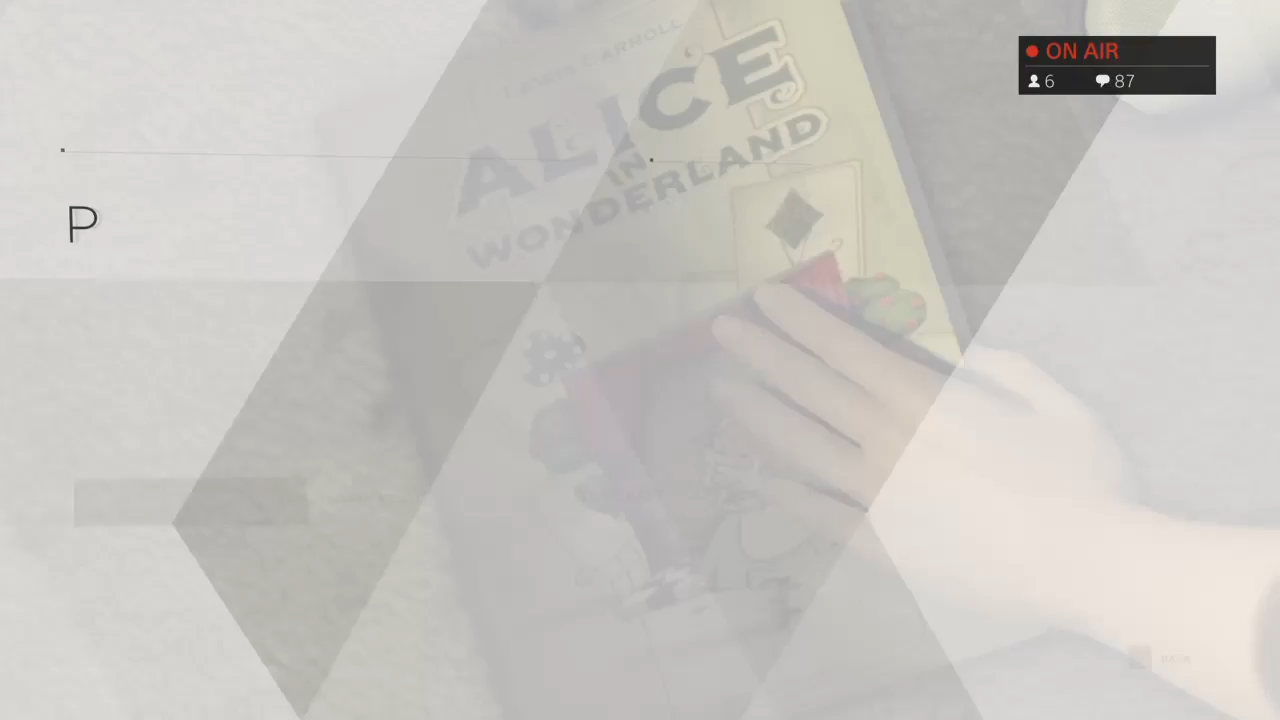 LEWIS CARROLL
ALICE
IN
WONDERLAND
ON AIR
6 87
P